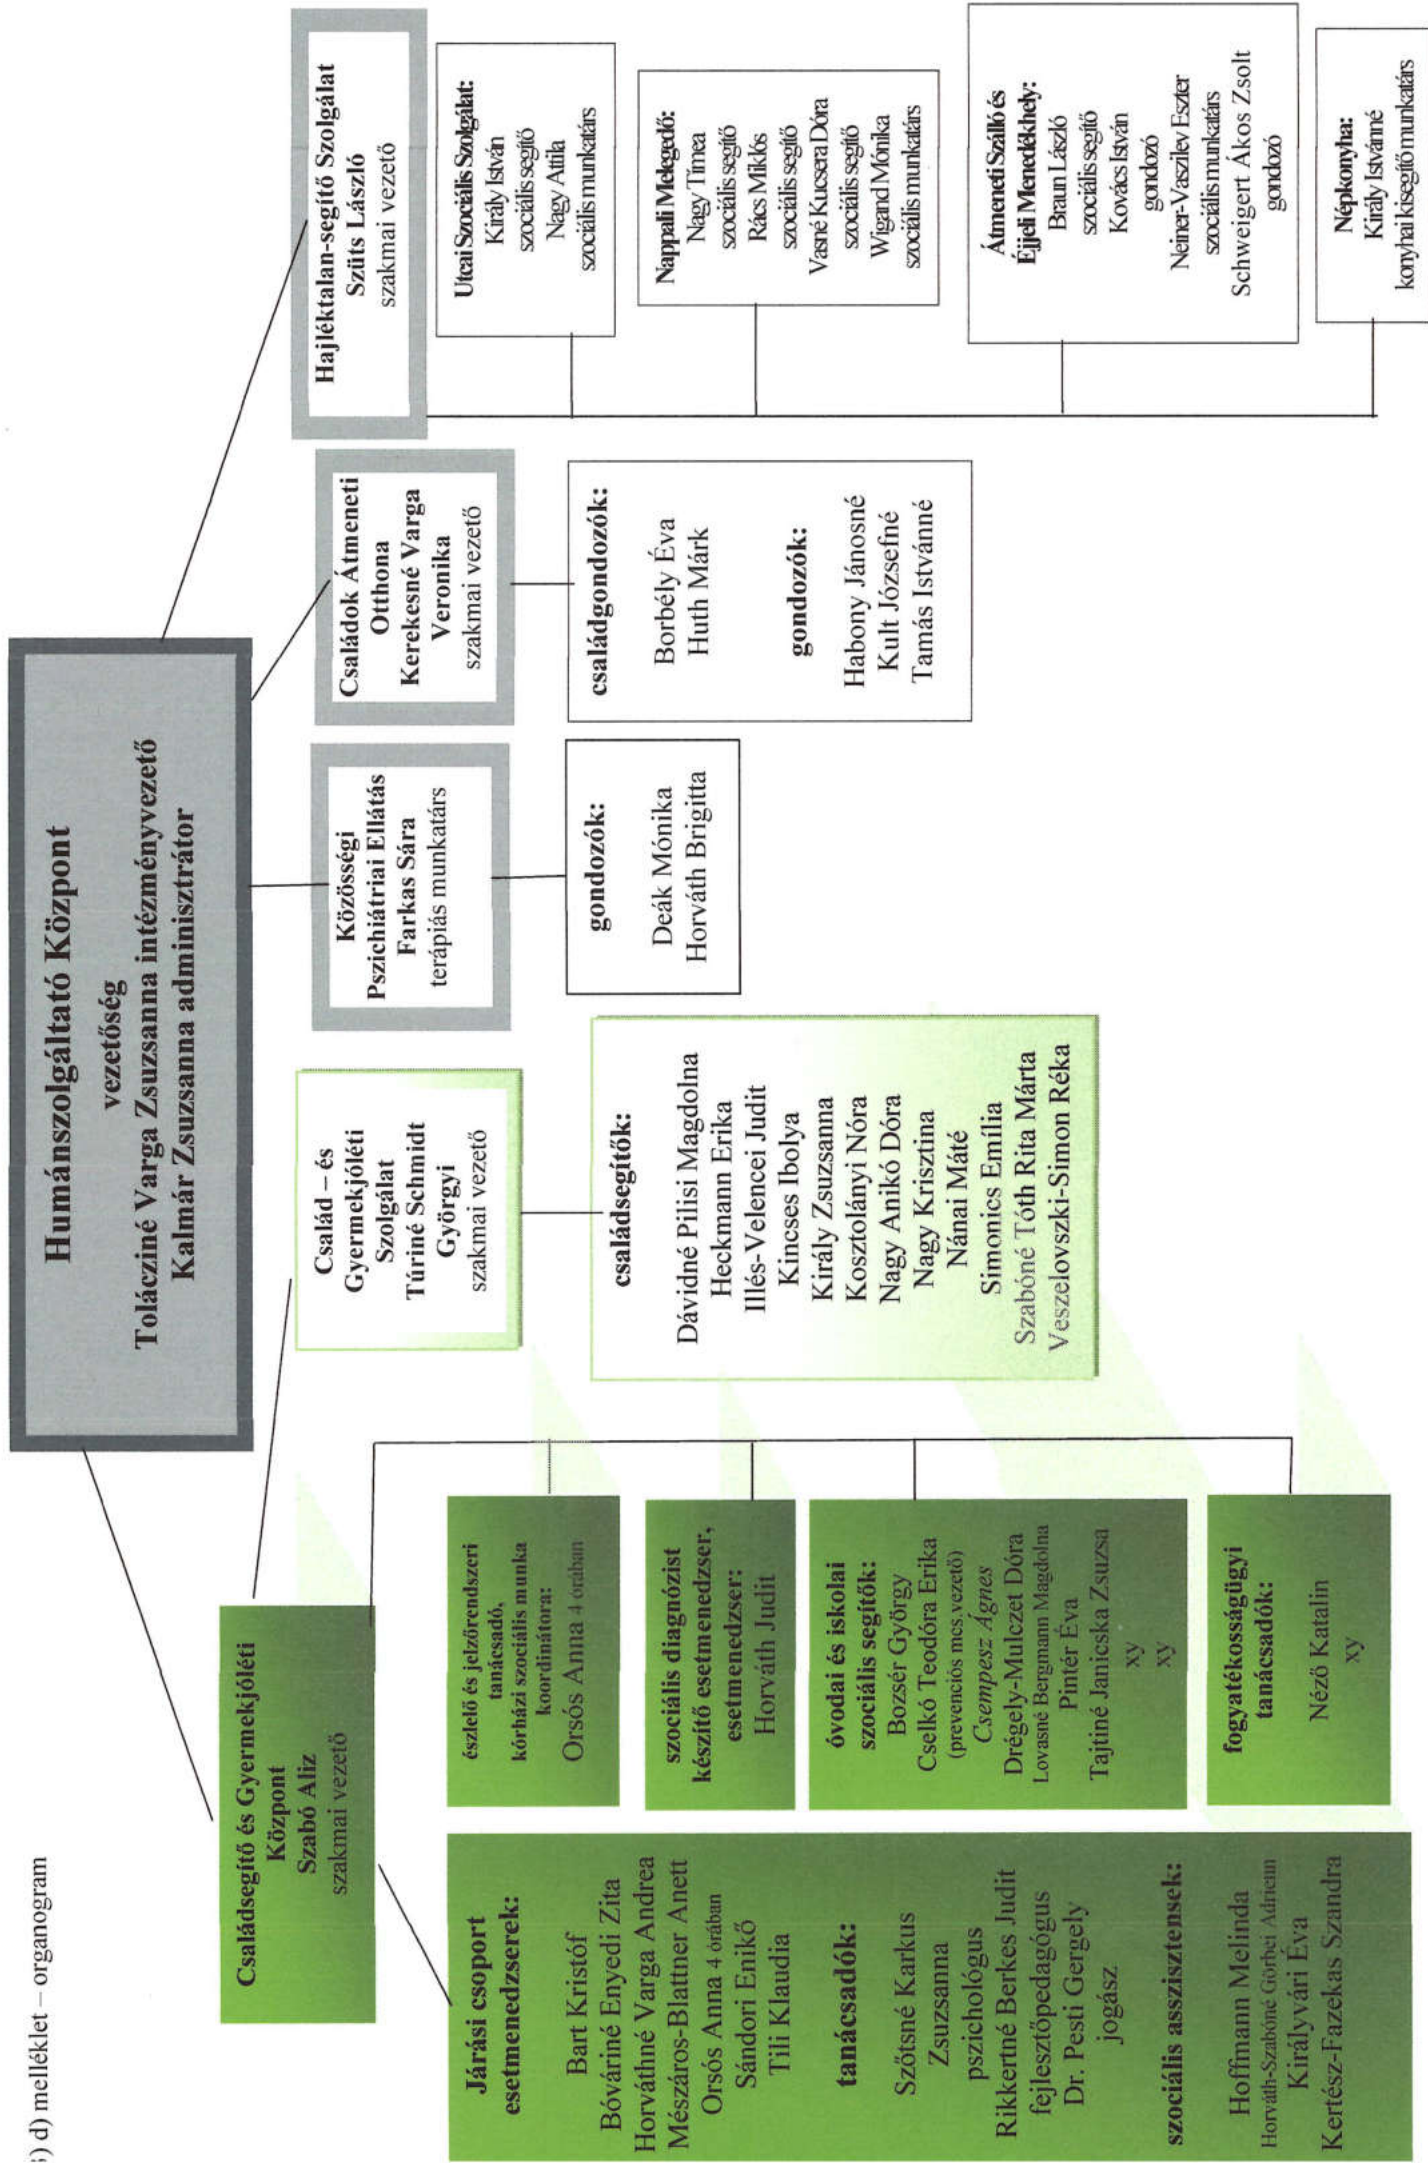 ) d) melléklet – organogram
Humánszolgáltató Központ
vezetőség
Toláczіné Varga Zsuzsanna intézményvezető
Kalmár Zsuzsanna adminisztrátor
Családsegítő és Gyermekjóléti
Központ
Szabó Aliz
szakmai vezető
Járási csoport
esetmenedzserek:
Bart Kristóf
Bóváriné Enyedi Zita
Horváthné Varga Andrea
Mészáros-Blattner Anett
Orsós Anna 4 órában
Sándori Enikő
Tili Klaudia
tanácsadók:
Szőtsné Karkus
Zsuzsanna
pszichológus
Rikkertné Berkes Judit
fejlesztőpedagógus
Dr. Pesti Gergely
jogász
szociális asszisztensek:
Hoffmann Melinda
Horváth-Szabóné Görbei Adrienn
Királyvári Éva
Kertész-Fazekas Szandra
észlelő és jelzőrendszeri
tanácsadó,
kórházi szociális munka
koordinátora:
Orsós Anna 4 órában
szociális diagnózist
készítő esetmenedzser,
esetmenedzser:
Horváth Judit
óvodai és iskolai
szociális segítők:
Bozsér György
Cselkó Teodóra Erika
(prevenciós mcs.vezető)
Csempesz Ágnes
Drégely-Mulczet Dóra
Lovasné Bergmann Magdolna
Pintér Éva
Tajtiné Janicska Zsuzsa
xy
xy
fogyatékosságügyi
tanácsadók:
Néző Katalin
xy
Család – és
Gyermekjóléti
Szolgálat
Túriné Schmidt
Györgyi
szakmai vezető
családsegítők:
Dávidné Pilisi Magdolna
Heckmann Erika
Illés-Velencei Judit
Kincses Ibolya
Király Zsuzsanna
Kosztolányi Nóra
Nagy Anikó Dóra
Nagy Krisztina
Nánai Máté
Simonics Emília
Szabóné Tóth Rita Márta
Veszelovszki-Simon Réka
Közösségi
Pszichiátriai Ellátás
Farkas Sára
terápiás munkatárs
gondozók:
Deák Mónika
Horváth Brigitta
Családok Átmeneti
Otthona
Kerekesné Varga
Veronika
szakmai vezető
családgondozók:
Borbély Éva
Huth Márk
gondozók:
Habony Jánosné
Kult Józsefné
Tamás Istvánné
Hajléktalan-segítő Szolgálat
Szüts László
szakmai vezető
Utcai Szociális Szolgálat:
Király István
szociális segítő
Nagy Attila
szociális munkatárs
Nappali Melegedő:
Nagy Tímea
szociális segítő
Rács Miklós
szociális segítő
Vasné Kucsera Dóra
szociális segítő
Wigand Mónika
szociális munkatárs
Átmeneti Szálló és
Éjjeli Menedékhely:
Braun László
szociális segítő
Kovács István
gondozó
Neiner-Vaszilev Eszter
szociális munkatárs
Schweigert Ákos Zsolt
gondozó
Népkonyha:
Király Istvánné
konyhai kisegítő munkatárs